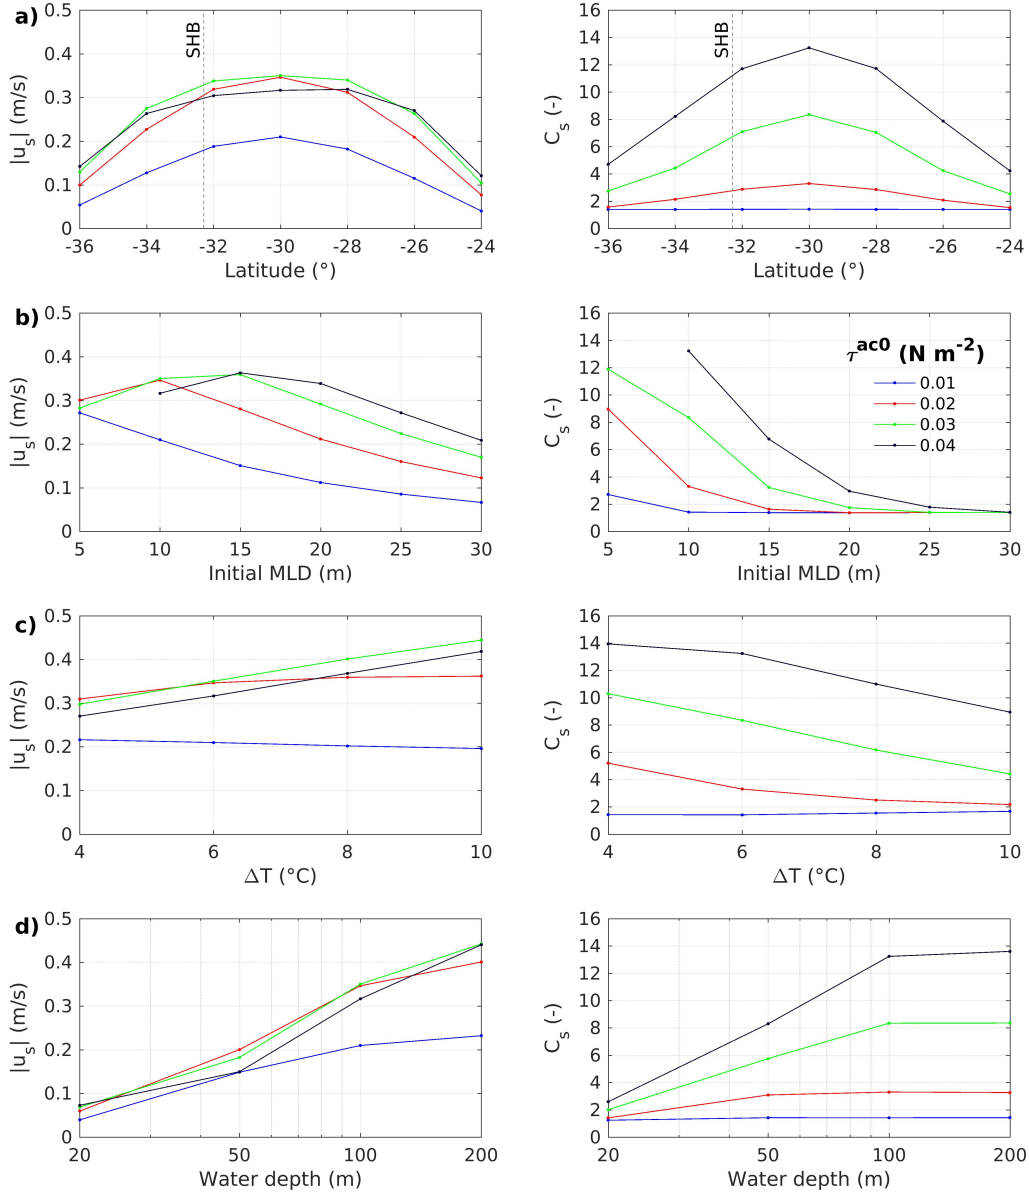 a)
0.5
0.4
0.3
0.2
0.1
0
|u_s| (m/s)
SHB
-36 -34 -32 -30 -28 -26 -24
Latitude (°)
16
14
12
10
8
6
4
2
0
C_s (-)
SHB
-36 -34 -32 -30 -28 -26 -24
Latitude (°)
b)
0.5
0.4
0.3
0.2
0.1
0
|u_s| (m/s)
5 10 15 20 25 30
Initial MLD (m)
16
14
12
10
8
6
4
2
0
C_s (-)
τ^ac0 (N m^-2)
0.01
0.02
0.03
0.04
5 10 15 20 25 30
Initial MLD (m)
c)
0.5
0.4
0.3
0.2
0.1
0
|u_s| (m/s)
4 6 8 10
ΔT (°C)
16
14
12
10
8
6
4
2
0
C_s (-)
4 6 8 10
ΔT (°C)
d)
0.5
0.4
0.3
0.2
0.1
0
|u_s| (m/s)
20 50 100 200
Water depth (m)
16
14
12
10
8
6
4
2
0
C_s (-)
20 50 100 200
Water depth (m)